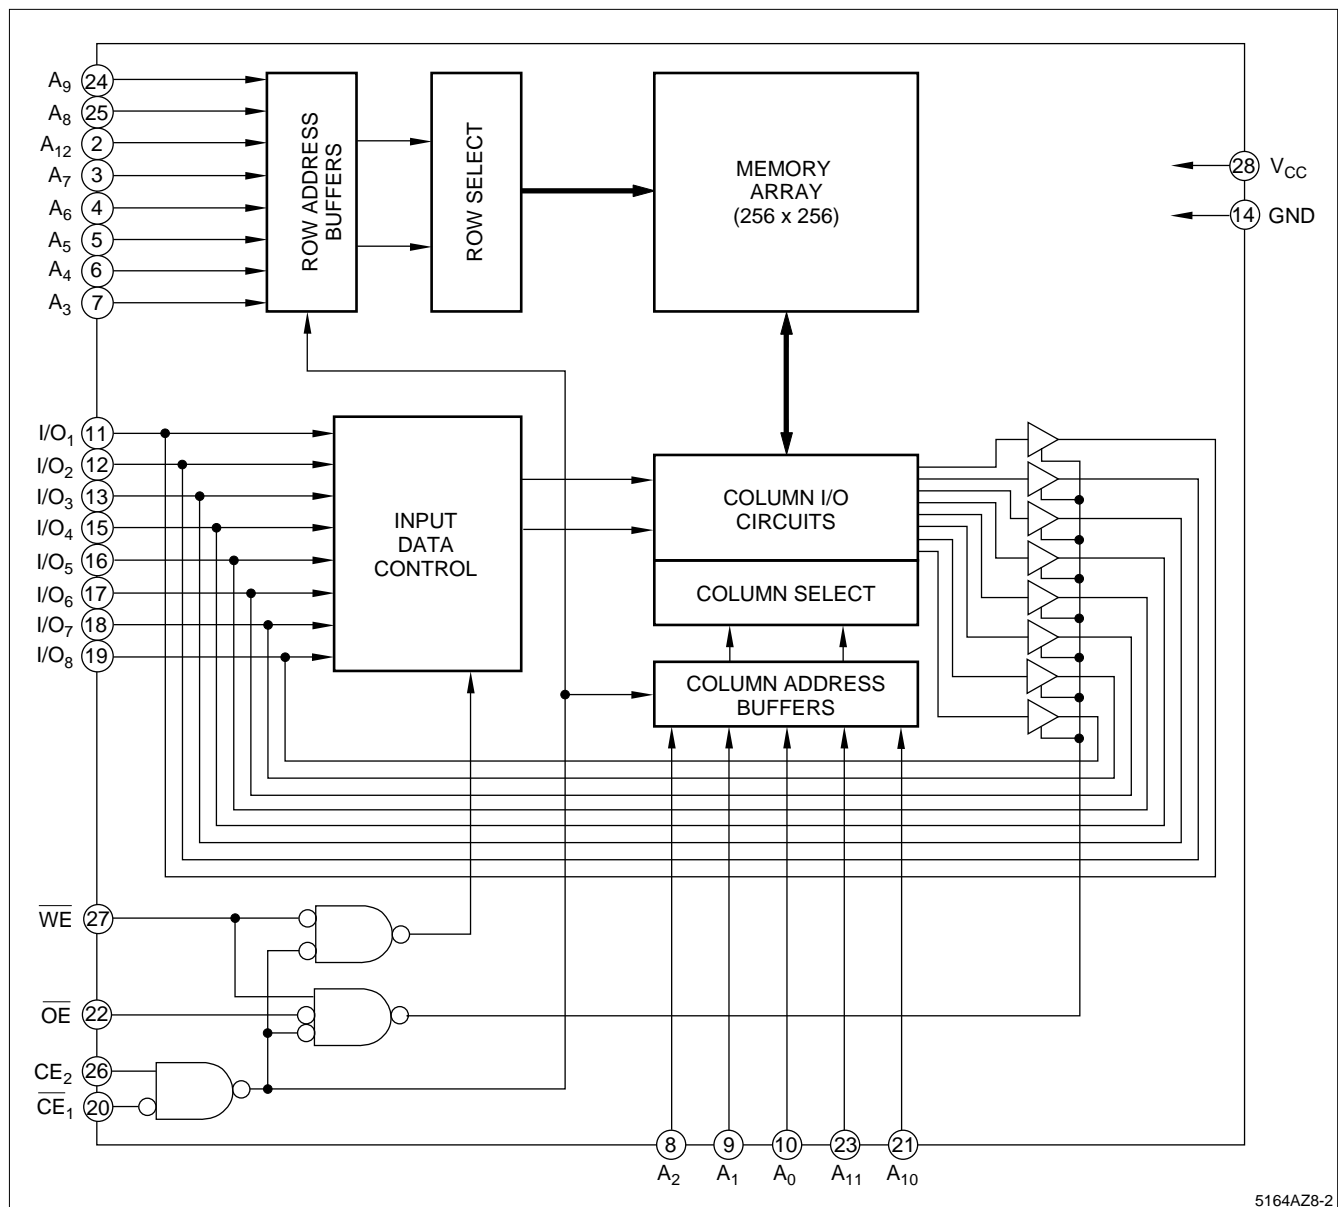 A9 24
A8 25
A12 2
A7 3
A6 4
A5 5
A4 6
A3 7
ROW ADDRESS
BUFFERS
ROW SELECT
MEMORY
ARRAY
(256 x 256)
28 VCC
14 GND
I/O1 11
I/O2 12
I/O3 13
I/O4 15
I/O5 16
I/O6 17
I/O7 18
I/O8 19
INPUT
DATA
CONTROL
COLUMN I/O
CIRCUITS
COLUMN SELECT
COLUMN ADDRESS
BUFFERS
WE 27
OE 22
CE2 26
CE1 20
8 9 10 23 21
A2 A1 A0 A11 A10
5164AZ8-2